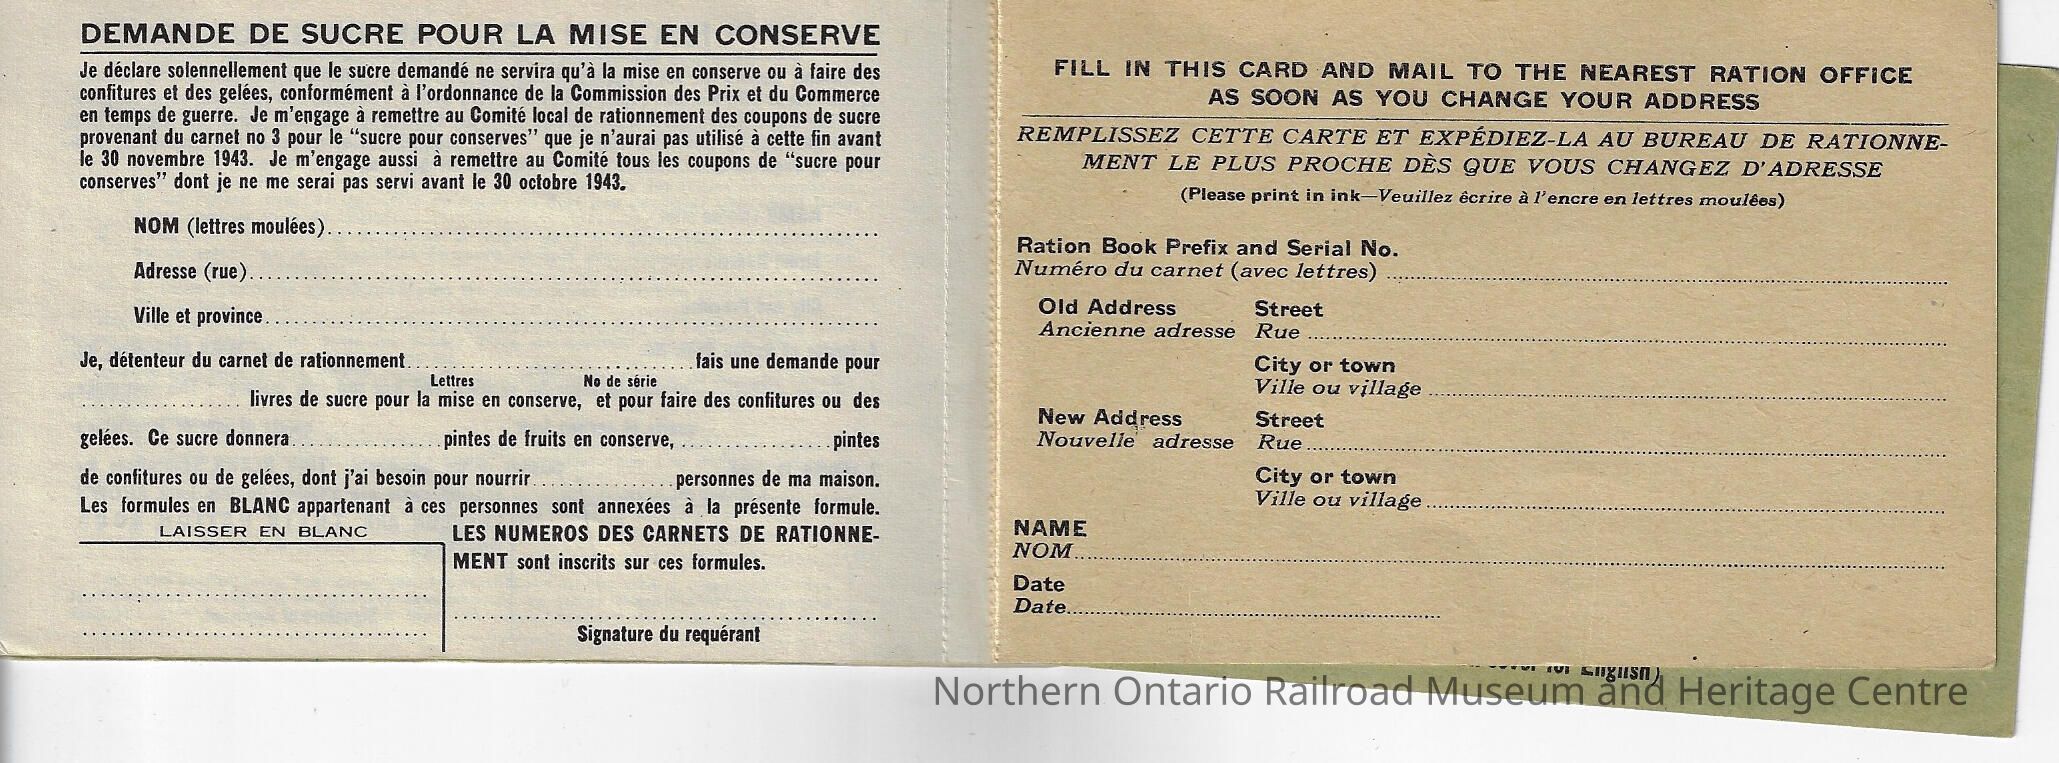 DEMANDE DE SUCRE POUR LA MISE EN CONSERVE
Je déclare solennellement que le sucre demandé ne servira qu'à la mise en conserve ou à faire des
confitures et des gelées, conformément à l'ordonnance de la Commission des Prix et du Commerce
en temps de guerre. Je m'engage à remettre au Comité local de rationnement des coupons de sucre
provenant du carnet no 3 pour le "sucre pour conserves" que je n'aurai pas utilisé à cette fin avant
le 30 novembre 1943. Je m'engage aussi à remettre au Comité tous les coupons de "sucre pour
conserves" dont je ne me serai pas servi avant le 30 octobre 1943.
NOM (lettres moulées)
Adresse (rue)
Ville et province
Je, détenteur du carnet de rationnement fais une demande pour
Lettres No de série
livres de sucre pour la mise en conserve, et pour faire des confitures ou des
gelées. Ce sucre donnera pintes de fruits en conserve, pintes
de confitures ou de gelées, dont j'ai besoin pour nourrir personnes de ma maison.
Les formules en BLANC appartenant à ces personnes sont annexées à la présente formule.
LAISSER EN BLANC
LES NUMEROS DES CARNETS DE RATIONNE-
MENT sont inscrits sur ces formules.
Signature du requérant
FILL IN THIS CARD AND MAIL TO THE NEAREST RATION OFFICE
AS SOON AS YOU CHANGE YOUR ADDRESS
REMPLISSEZ CETTE CARTE ET EXPÉDIEZ-LA AU BUREAU DE RATIONNE-
MENT LE PLUS PROCHE DÈS QUE VOUS CHANGEZ D'ADRESSE
(Please print in ink—Veuillez écrire à l'encre en lettres moulées)
Ration Book Prefix and Serial No.
Numéro du carnet (avec lettres)
Old Address Street
Ancienne adresse Rue
City or town
Ville ou village
New Address Street
Nouvelle adresse Rue
City or town
Ville ou village
NAME
NOM
Date
Date
for English)
Northern Ontario Railroad Museum and Heritage Centre